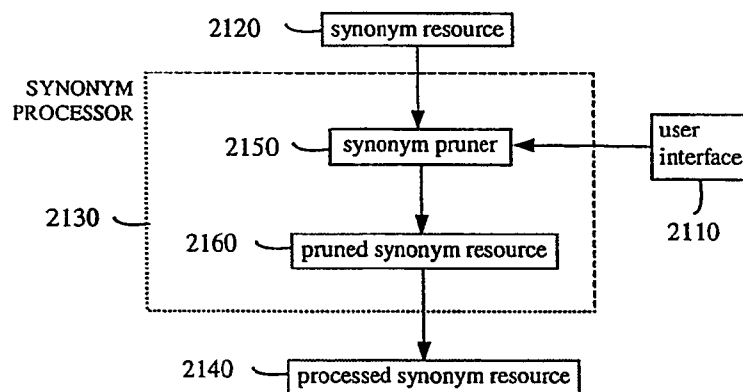 2120
synonym resource
SYNONYM
PROCESSOR
2150
synonym pruner
user
interface
2130
2160
pruned synonym resource
2110
2140
processed synonym resource